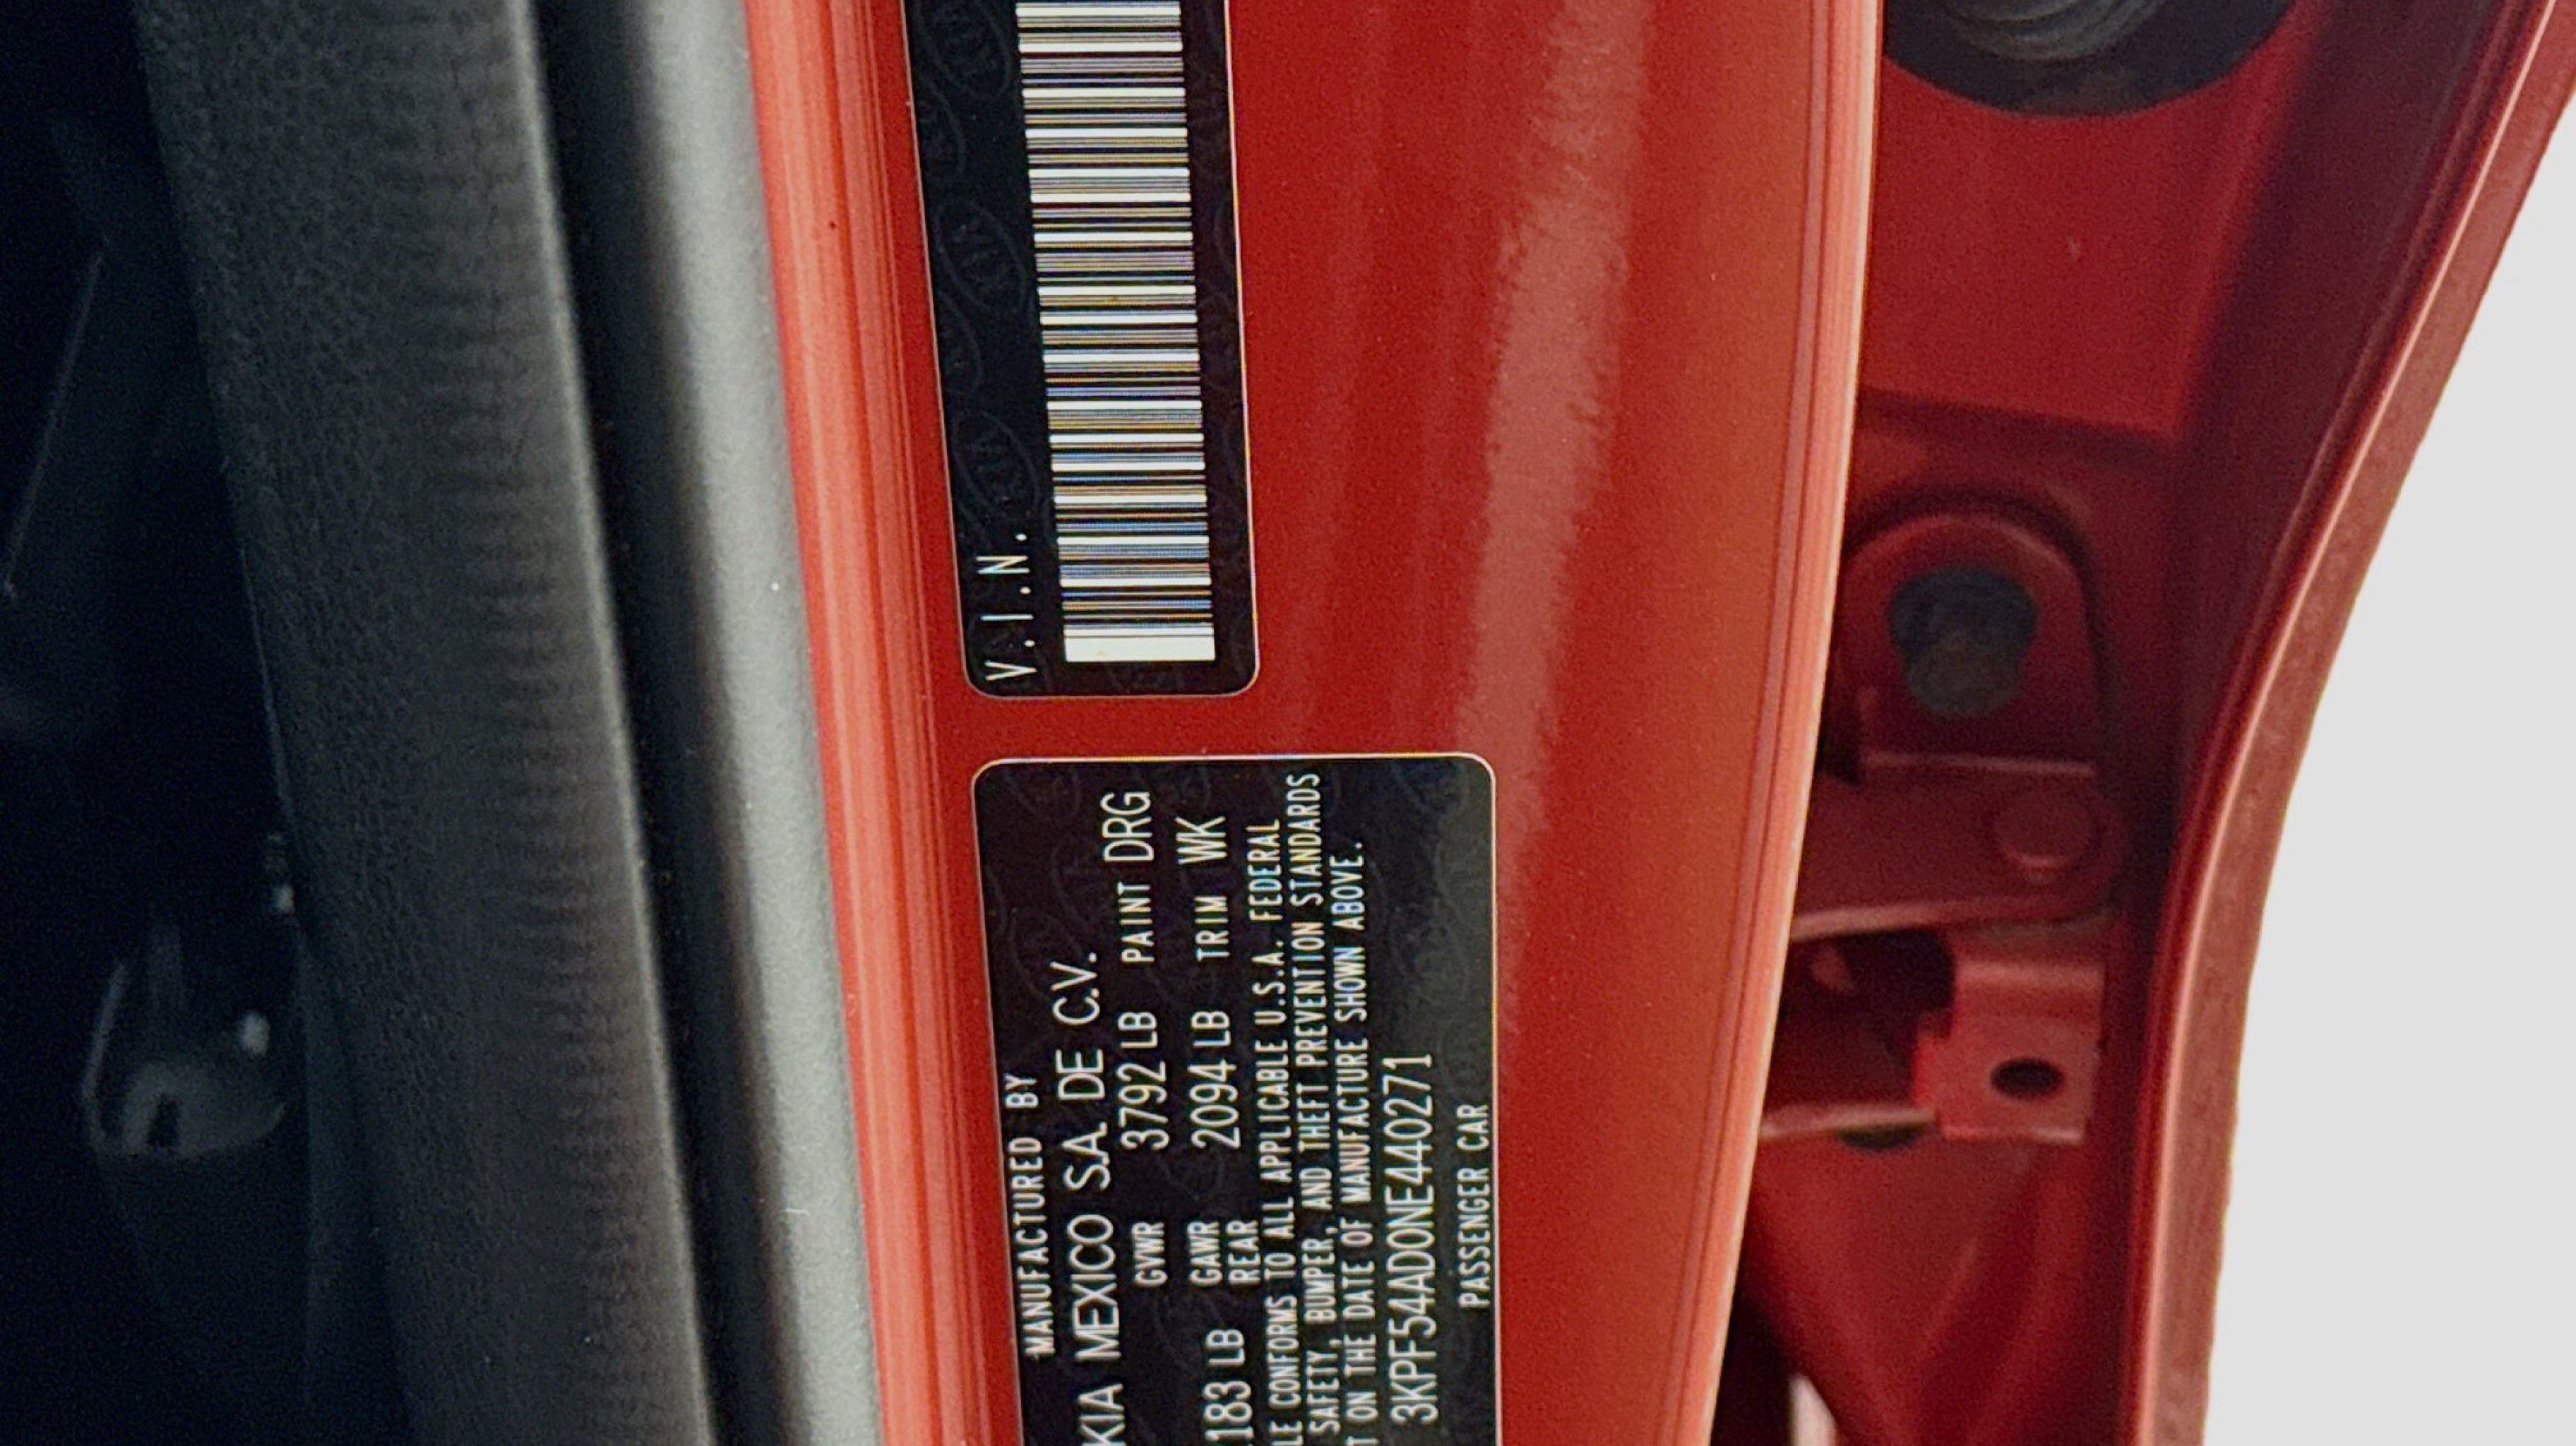 V.I.N.
MANUFACTURED BY
KIA MEXICO S.A. DE C.V.
GVWR 3792 LB PAINT DRG
183 LB GAWR REAR 2094 LB TRIM WK
LE CONFORMS TO ALL APPLICABLE U.S.A. FEDERAL
SAFETY, BUMPER, AND THEFT PREVENTION STANDARDS
T ON THE DATE OF MANUFACTURE SHOWN ABOVE.
3KPF54AD0NE440271
PASSENGER CAR